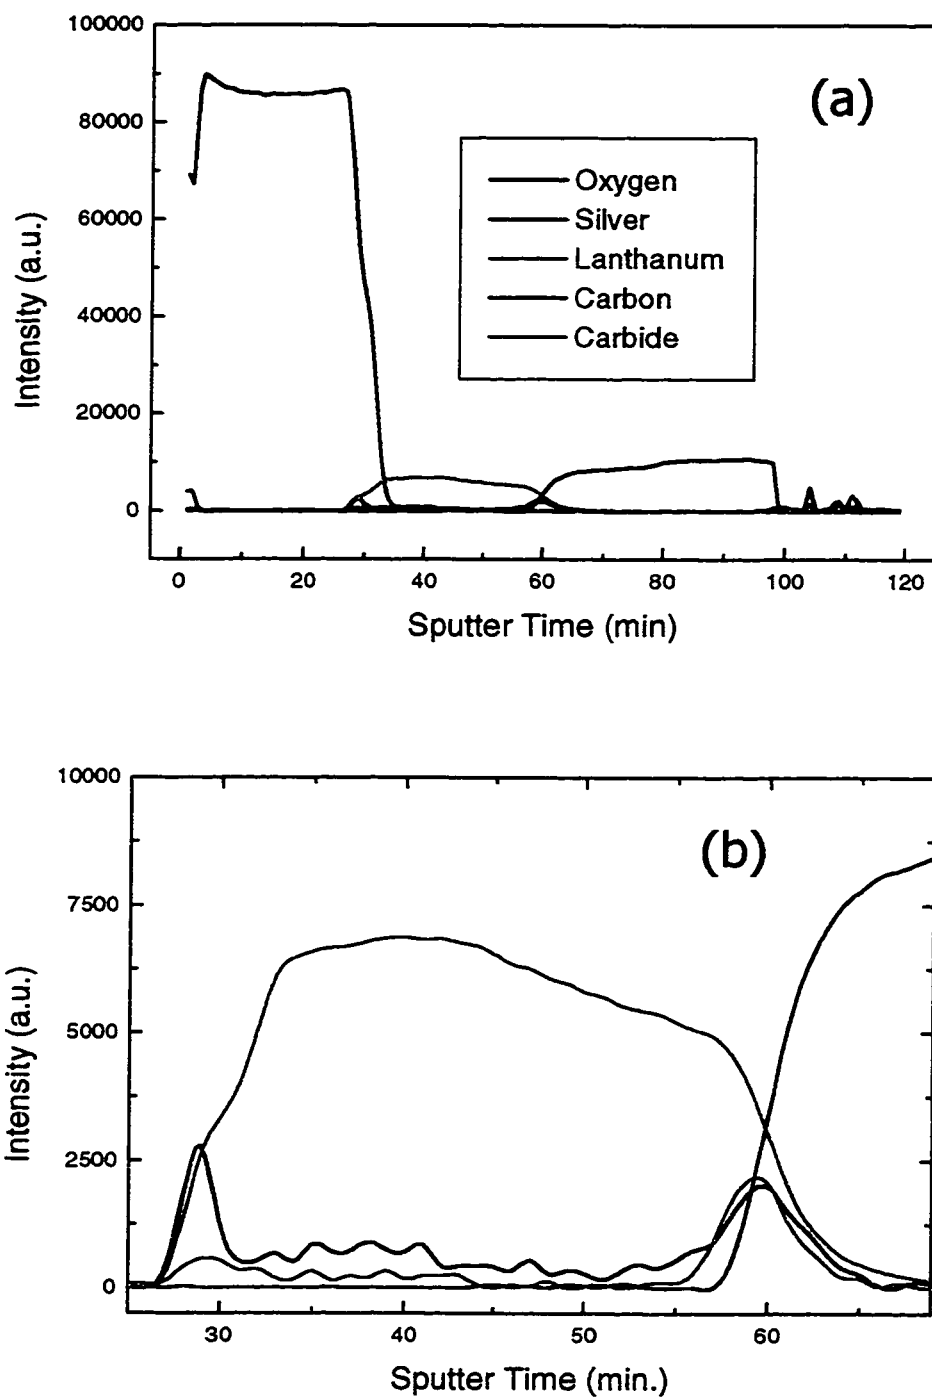 100000
80000
60000
40000
20000
0
Intensity (a.u.)
(a)
Oxygen
Silver
Lanthanum
Carbon
Carbide
0 20 40 60 80 100 120
Sputter Time (min)
10000
7500
5000
2500
0
Intensity (a.u.)
(b)
30 40 50 60
Sputter Time (min.)